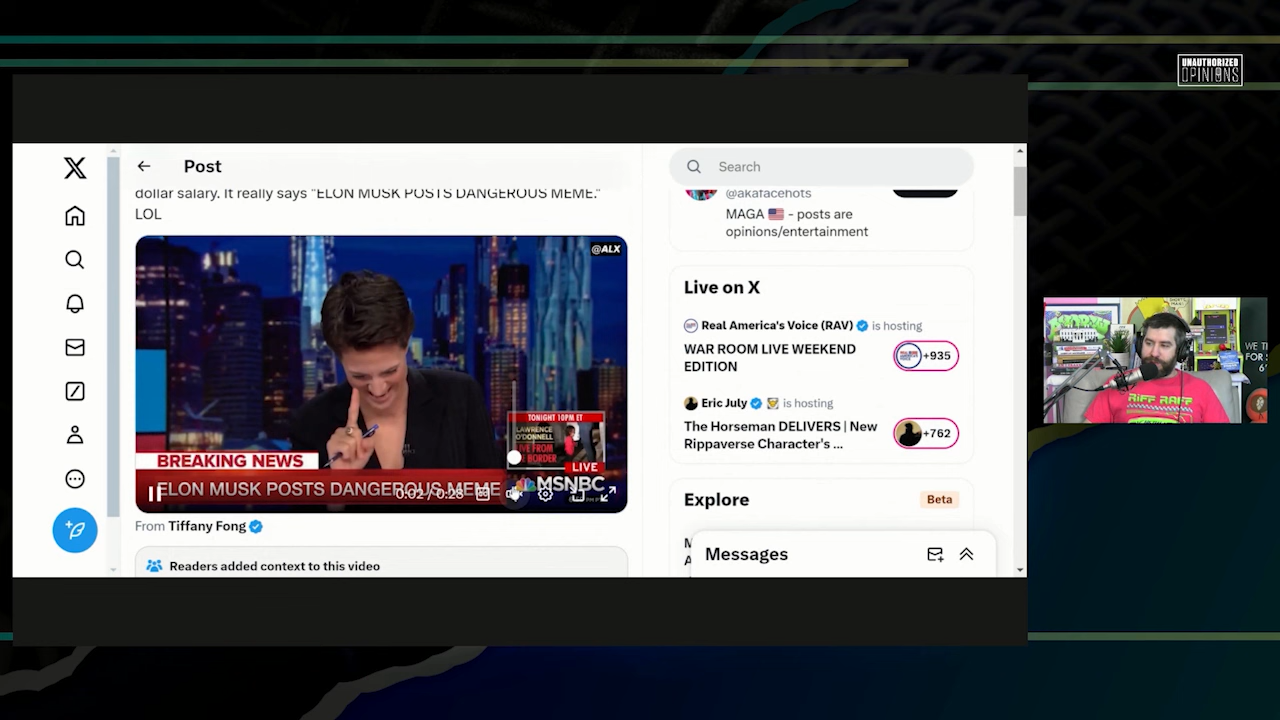 UNAUTHORIZED
OPINIONS
Post
dollar salary. It really says "ELON MUSK POSTS DANGEROUS MEME."
LOL
@ALX
TONIGHT 10PM ET
LAWRENCE
O'DONNELL
LIVE FROM
BORDER
LIVE
BREAKING NEWS
MSNBC
ELON MUSK POSTS DANGEROUS MEME
0:02 / 0:28
From Tiffany Fong
Readers added context to this video
Search
@akafacehots
MAGA 🇺🇸 - posts are
opinions/entertainment
Live on X
Real America's Voice (RAV) is hosting
WAR ROOM LIVE WEEKEND
EDITION
+935
Eric July is hosting
The Horseman DELIVERS | New
Rippaverse Character's ...
+762
Explore
Beta
Messages
RIFF RAFF